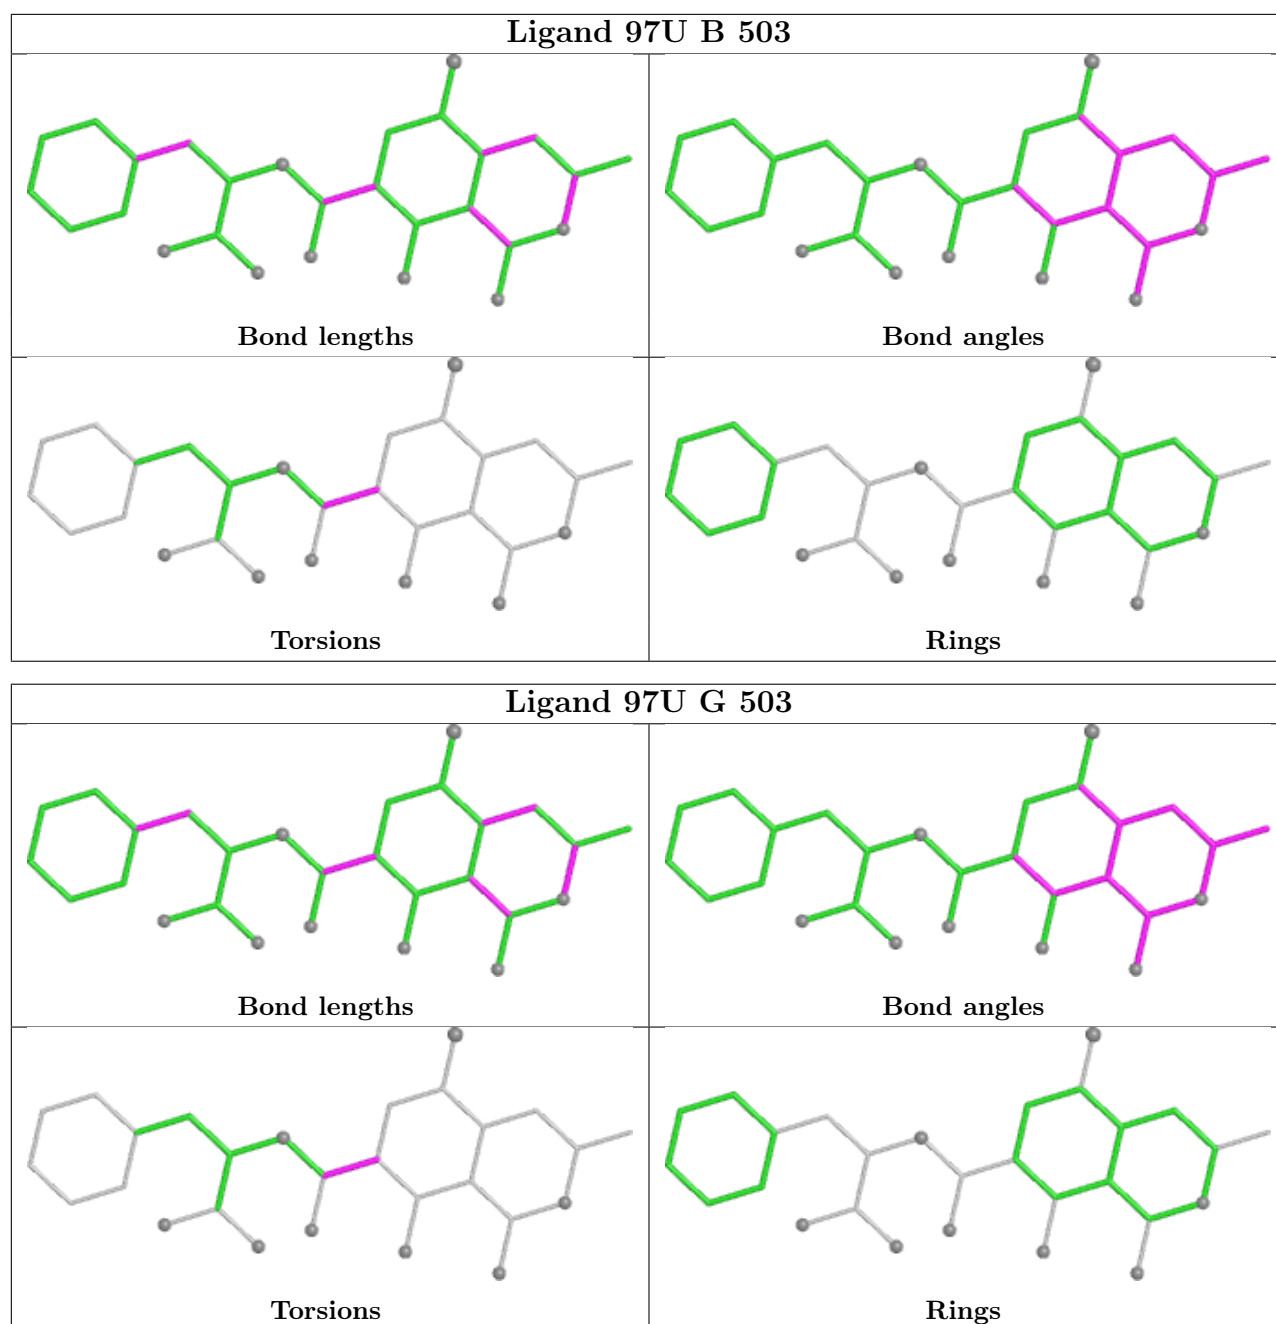 Ligand 97U B 503
Bond lengths
Bond angles
Torsions
Rings
Ligand 97U G 503
Bond lengths
Bond angles
Torsions
Rings